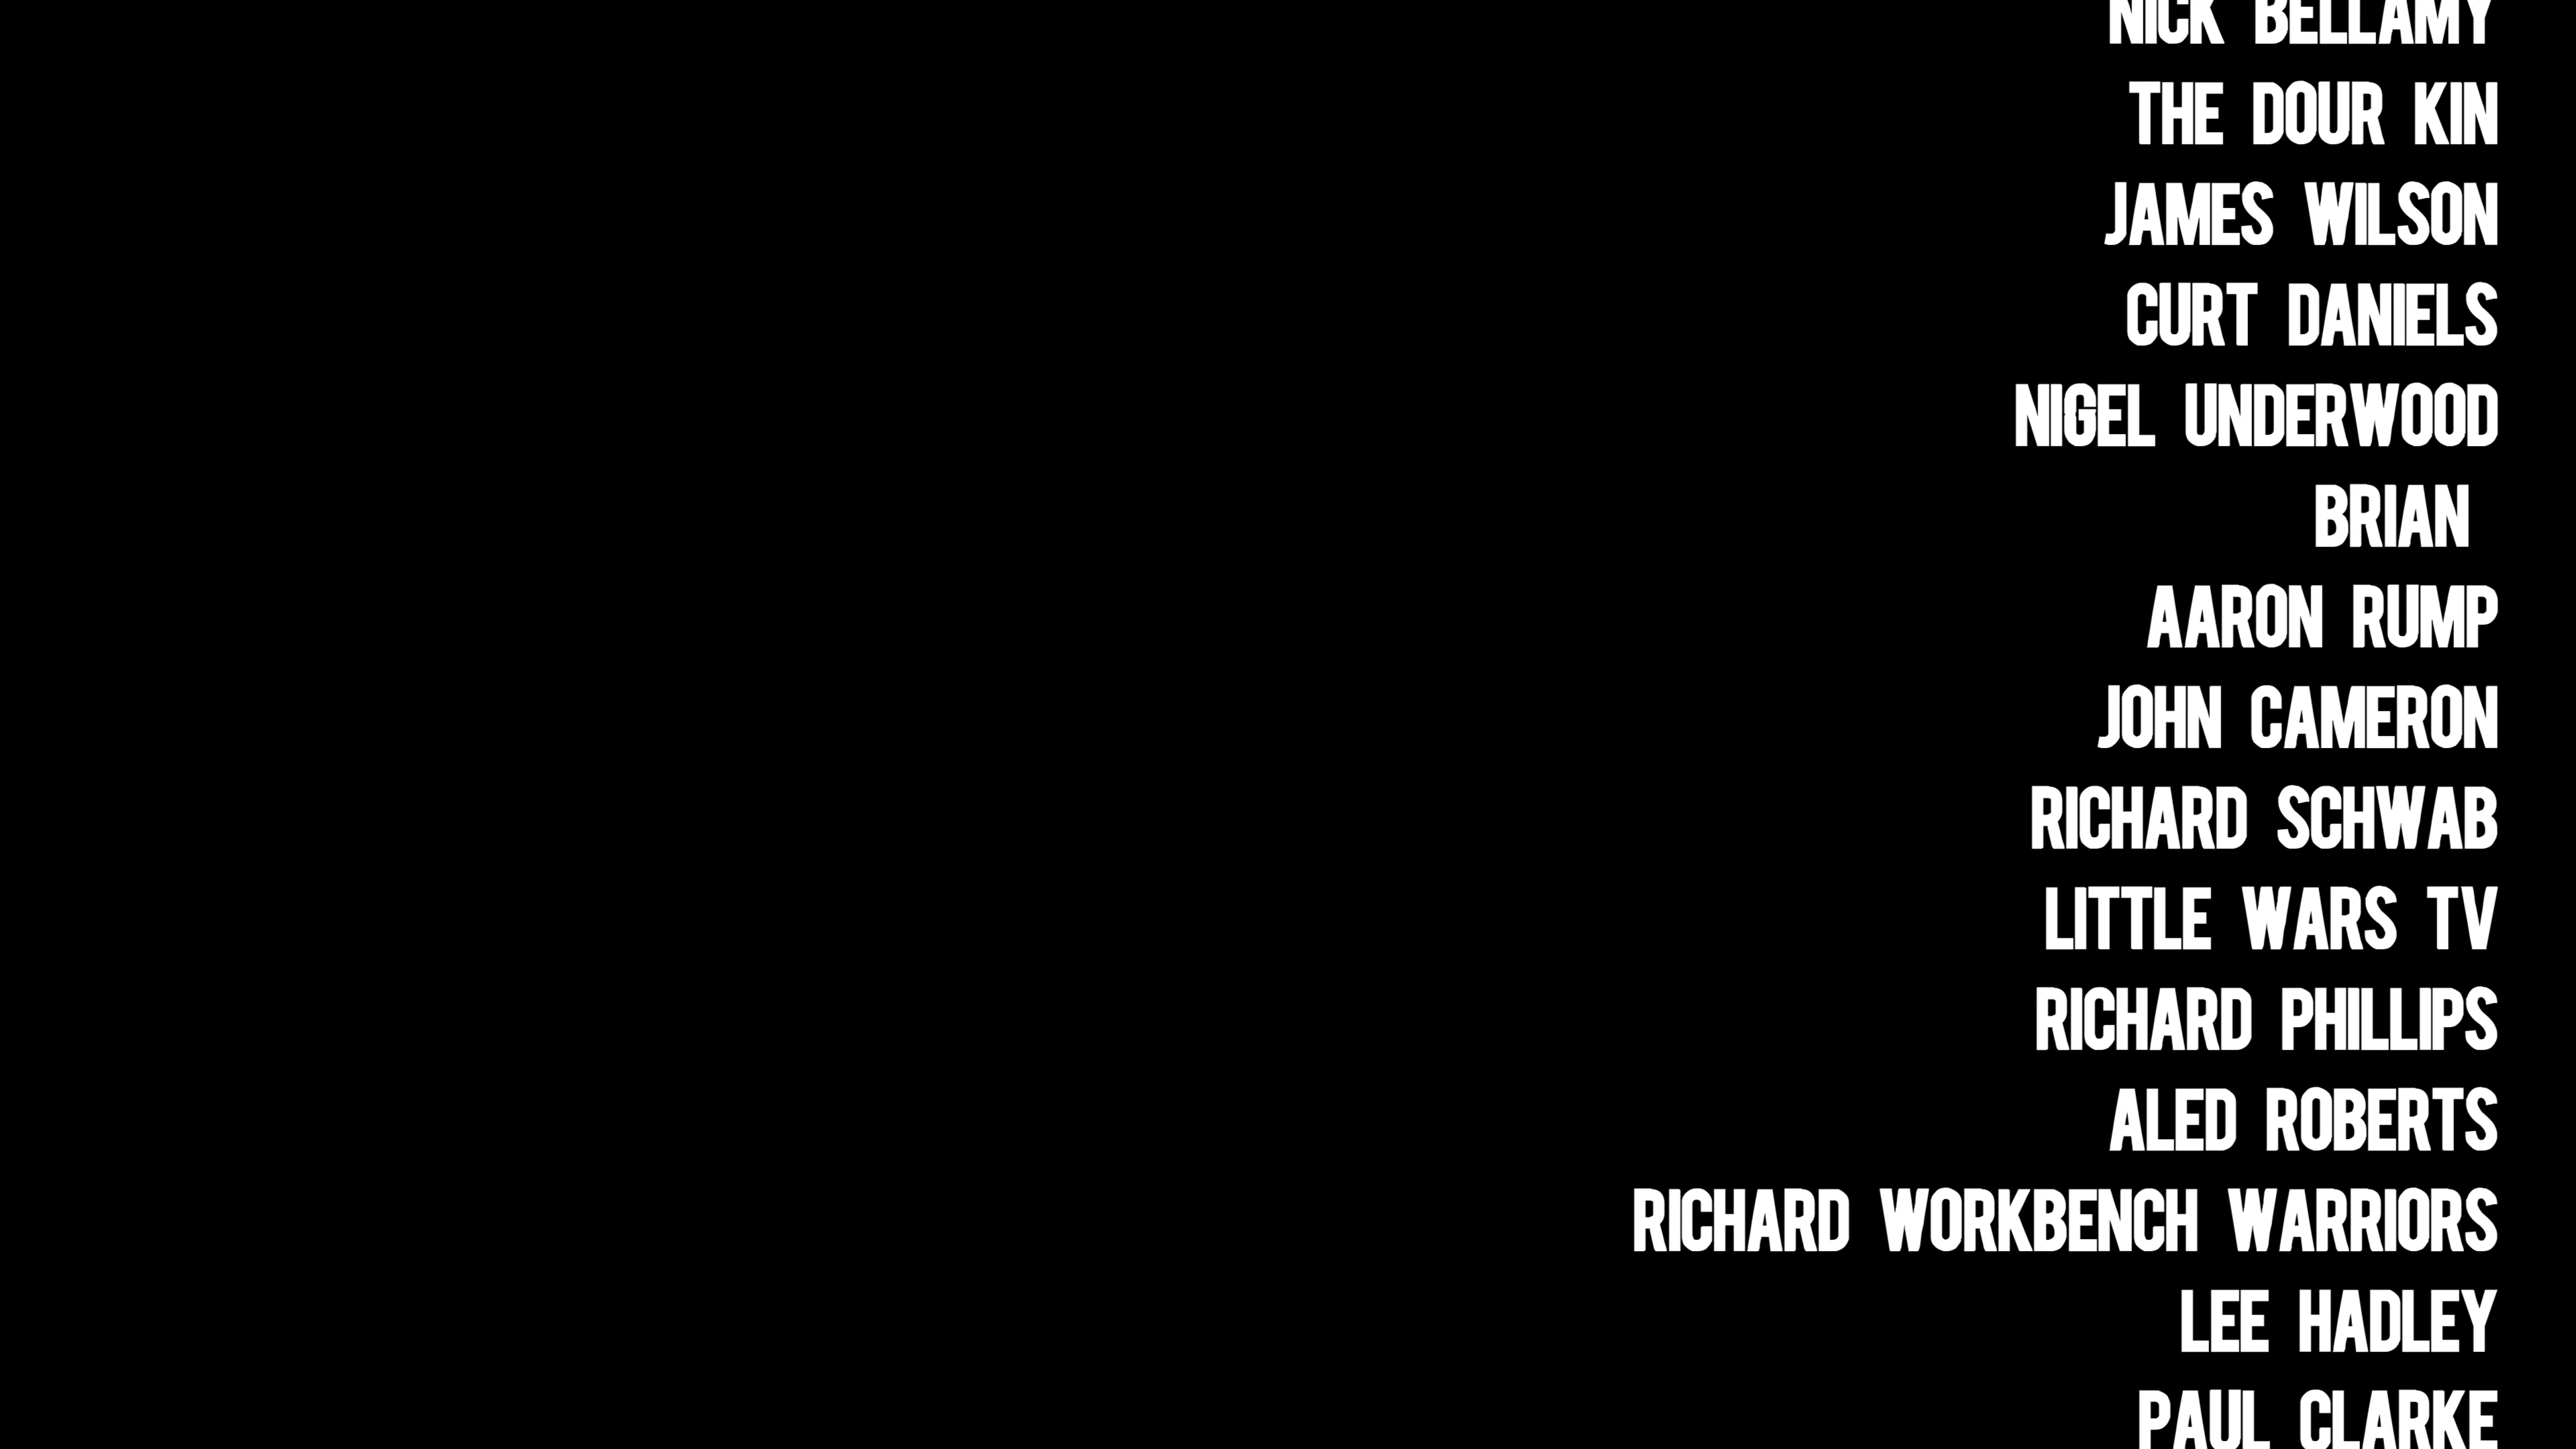 NICK BELLAMY
THE DOUR KIN
JAMES WILSON
CURT DANIELS
NIGEL UNDERWOOD
BRIAN
AARON RUMP
JOHN CAMERON
RICHARD SCHWAB
LITTLE WARS TV
RICHARD PHILLIPS
ALED ROBERTS
RICHARD WORKBENCH WARRIORS
LEE HADLEY
PAUL CLARKE